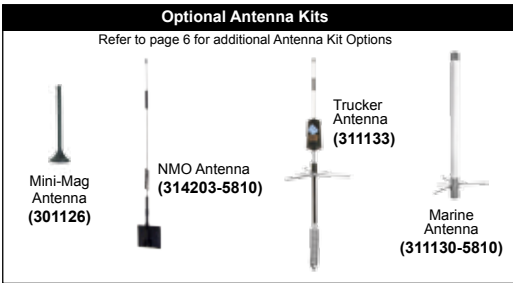 Optional Antenna Kits
Refer to page 6 for additional Antenna Kit Options
Mini-Mag
Antenna
(301126)
NMO Antenna
(314203-5810)
Trucker
Antenna
(311133)
Marine
Antenna
(311130-5810)